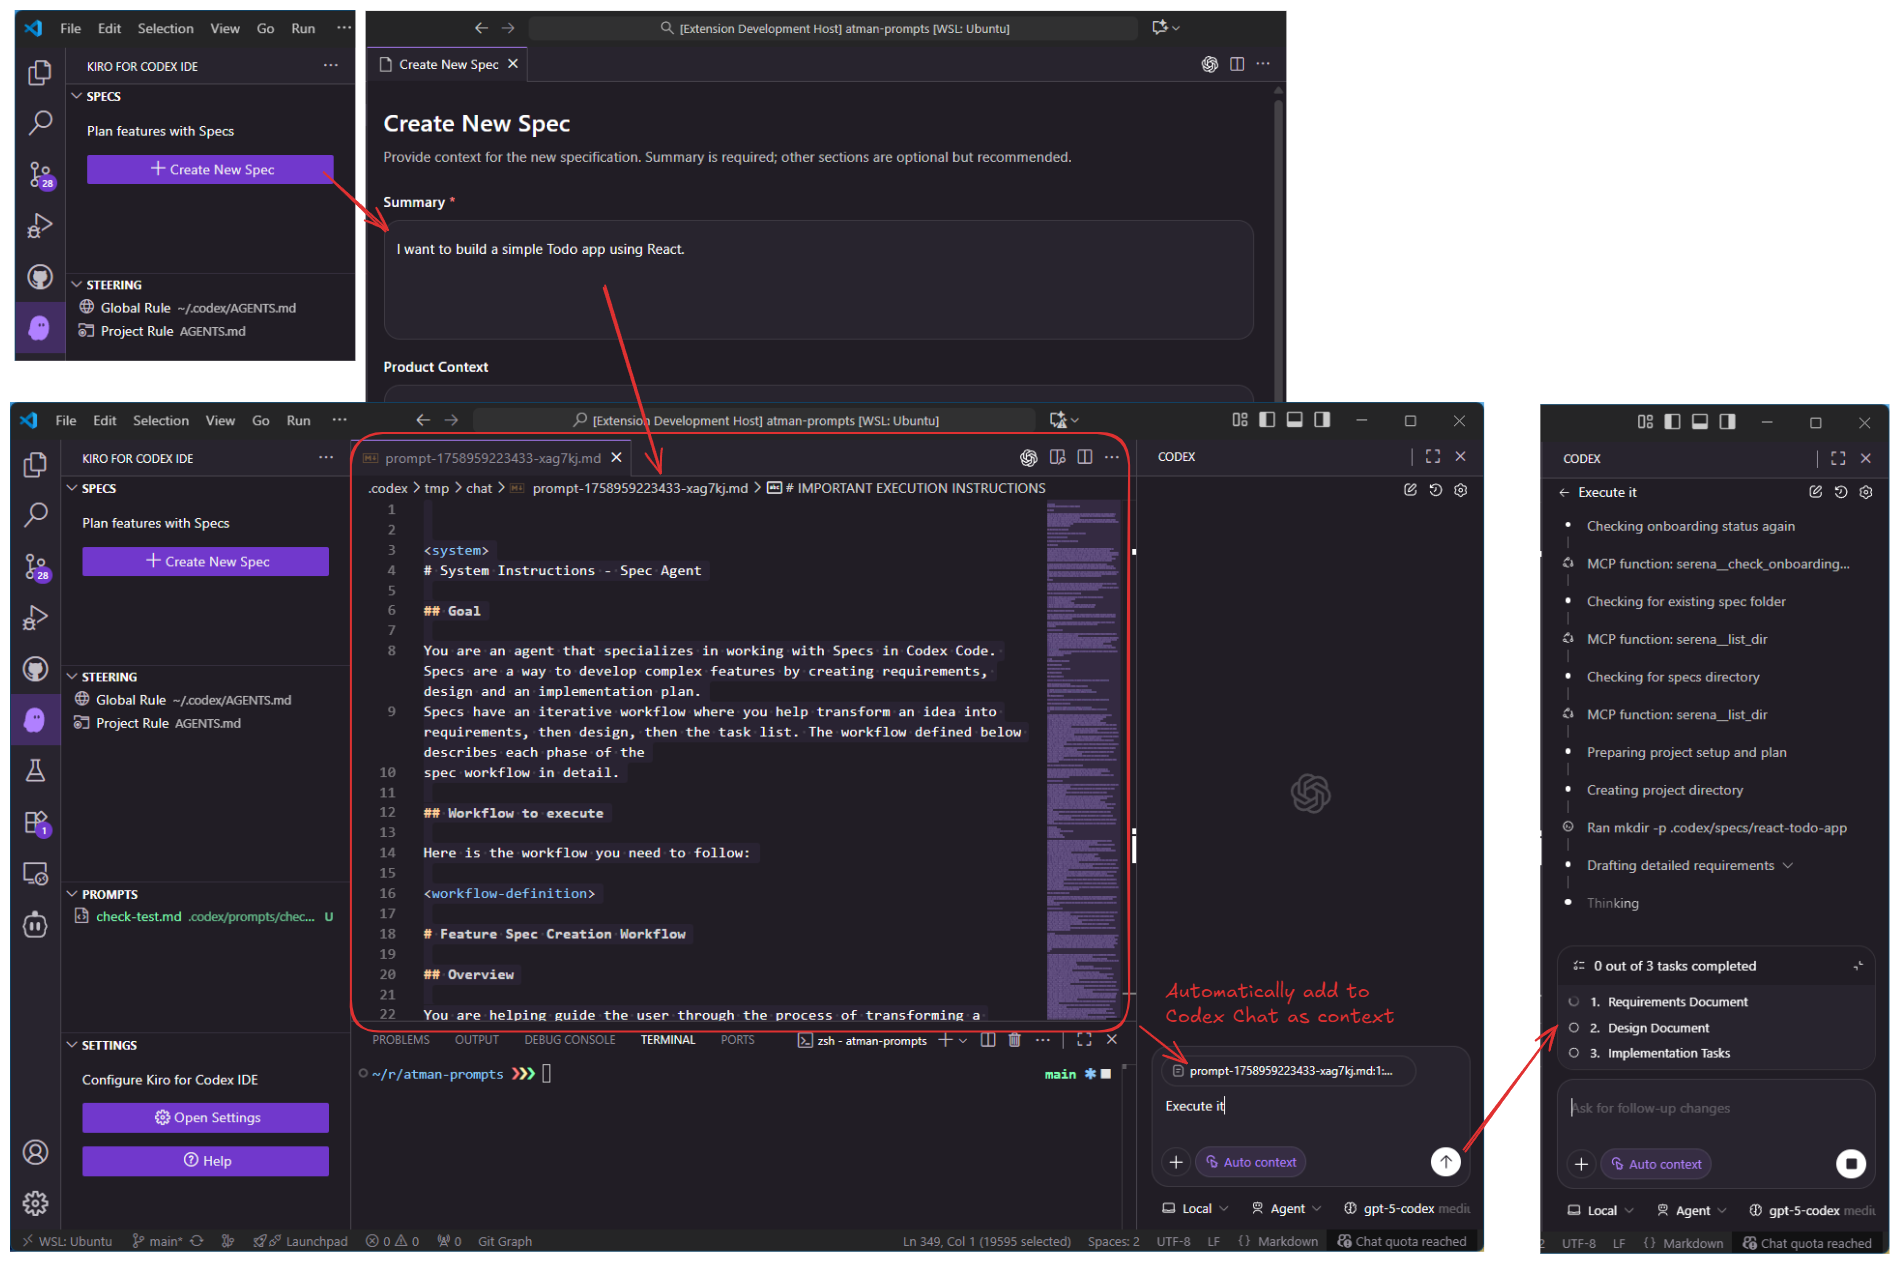 File Edit Selection View Go Run ···
KIRO FOR CODEX IDE ···
SPECS
Plan features with Specs
+ Create New Spec
28
STEERING
Global Rule ~/.codex/AGENTS.md
Project Rule AGENTS.md
[Extension Development Host] atman-prompts [WSL: Ubuntu]
Create New Spec
Create New Spec
Provide context for the new specification. Summary is required; other sections are optional but recommended.
Summary *
I want to build a simple Todo app using React.
Product Context
File Edit Selection View Go Run ···
[Extension Development Host] atman-prompts [WSL: Ubuntu]
KIRO FOR CODEX IDE ···
SPECS
Plan features with Specs
+ Create New Spec
28
STEERING
Global Rule ~/.codex/AGENTS.md
Project Rule AGENTS.md
1
PROMPTS
check-test.md .codex/prompts/chec... U
SETTINGS
Configure Kiro for Codex IDE
Open Settings
Help
prompt-1758959223433-xag7kj.md
.codex > tmp > chat > prompt-1758959223433-xag7kj.md > # IMPORTANT EXECUTION INSTRUCTIONS
1
2
3 <system>
4 # System Instructions - Spec Agent
5
6 ## Goal
7
8 You are an agent that specializes in working with Specs in Codex Code.
Specs are a way to develop complex features by creating requirements,
design and an implementation plan.
9 Specs have an iterative workflow where you help transform an idea into
requirements, then design, then the task list. The workflow defined below
describes each phase of the
10 spec workflow in detail.
11
12 ## Workflow to execute
13
14 Here is the workflow you need to follow:
15
16 <workflow-definition>
17
18 # Feature Spec Creation Workflow
19
20 ## Overview
21
22 You are helping guide the user through the process of transforming a
PROBLEMS OUTPUT DEBUG CONSOLE TERMINAL PORTS
zsh - atman-prompts
~/r/atman-prompts ❯❯❯
main
CODEX
Automatically add to
Codex Chat as context
prompt-1758959223433-xag7kj.md:1:...
Execute it
+ Auto context
Local Agent gpt-5-codex mediu
WSL: Ubuntu main* Launchpad 0 0 0 Git Graph
Ln 349, Col 1 (19595 selected) Spaces: 2 UTF-8 LF {} Markdown Chat quota reached
CODEX
← Execute it
Checking onboarding status again
MCP function: serena__check_onboarding...
Checking for existing spec folder
MCP function: serena__list_dir
Checking for specs directory
MCP function: serena__list_dir
Preparing project setup and plan
Creating project directory
Ran mkdir -p .codex/specs/react-todo-app
Drafting detailed requirements
Thinking
0 out of 3 tasks completed
1. Requirements Document
2. Design Document
3. Implementation Tasks
Ask for follow-up changes
+ Auto context
Local Agent gpt-5-codex mediu
2 UTF-8 LF {} Markdown Chat quota reached